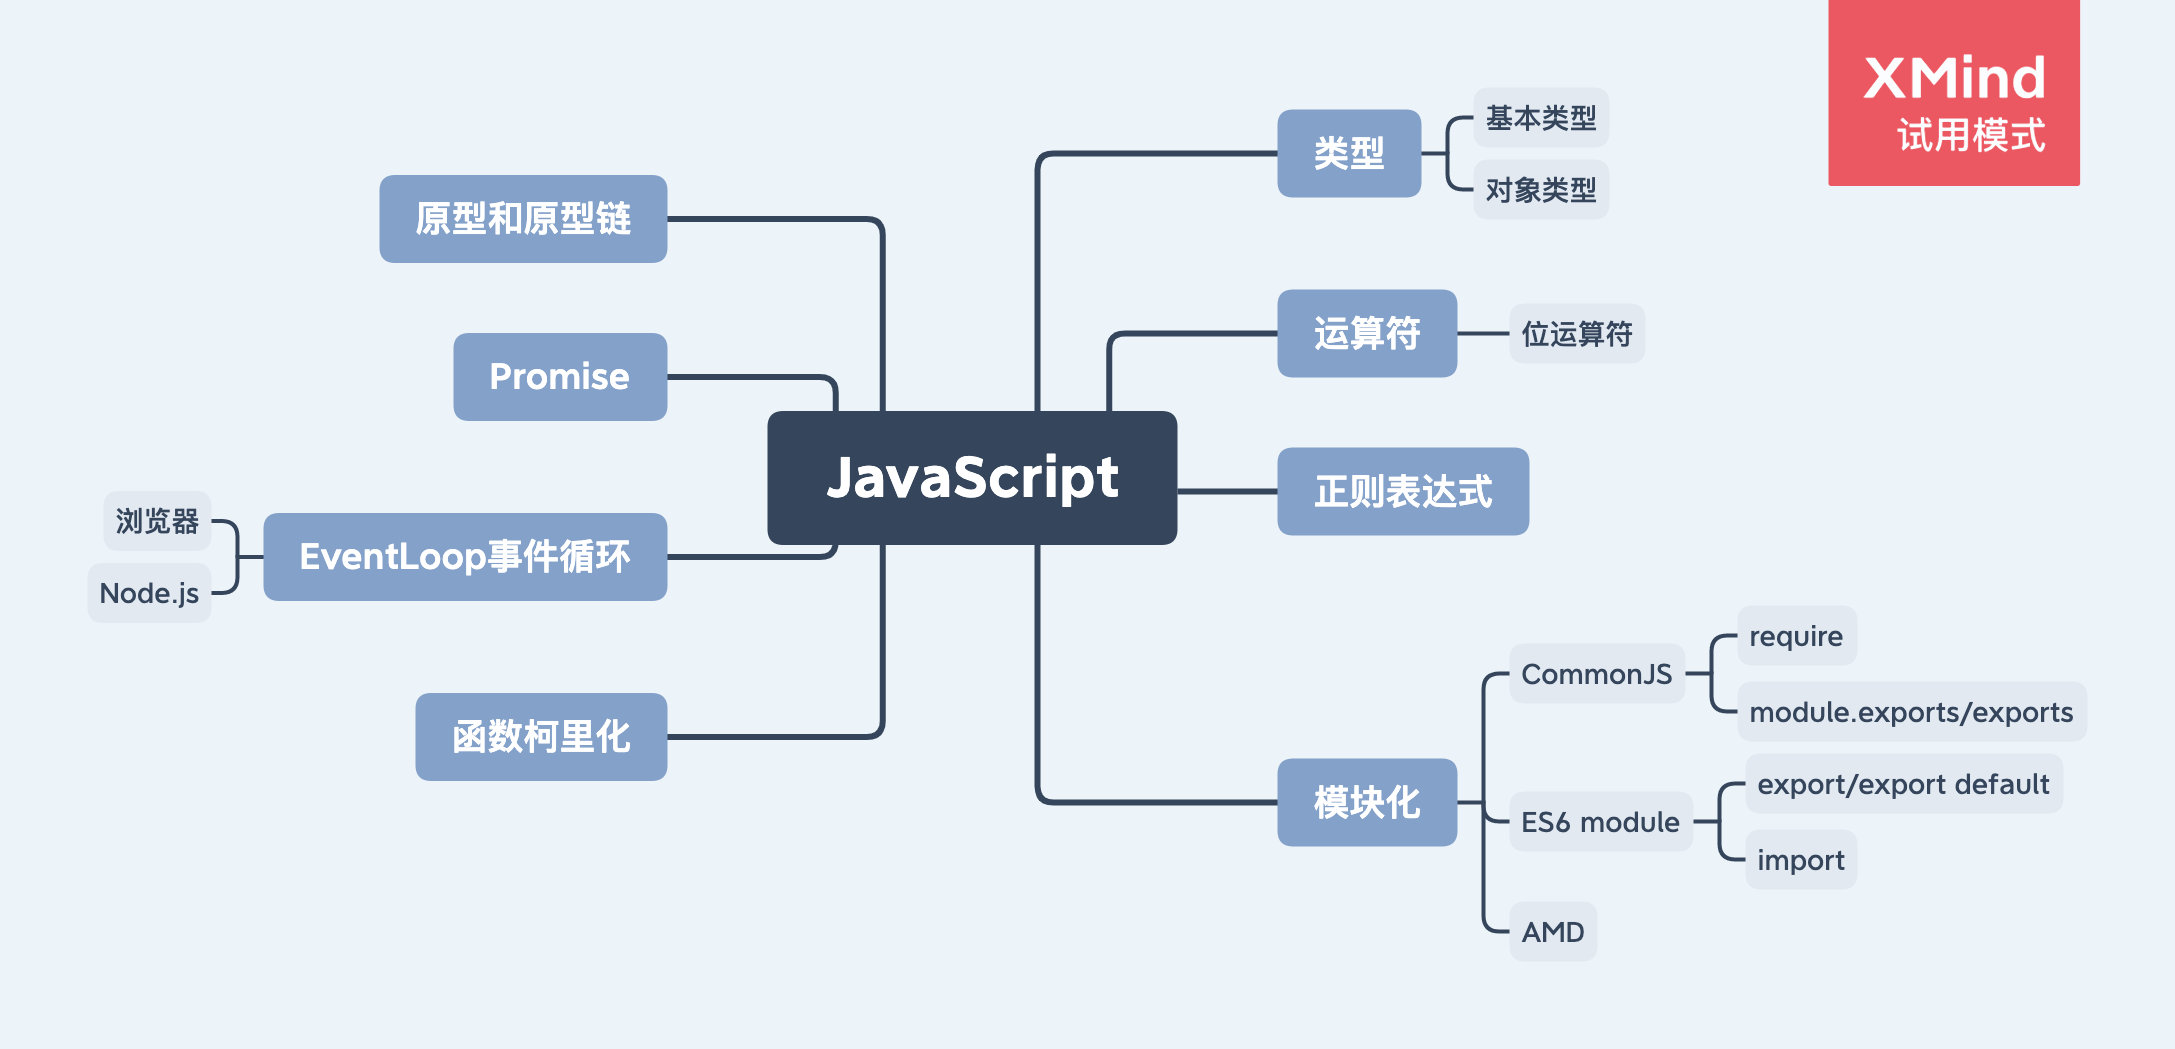 XMind
试用模式
JavaScript
类型
基本类型
对象类型
运算符
位运算符
正则表达式
模块化
CommonJS
require
module.exports/exports
ES6 module
export/export default
import
AMD
原型和原型链
Promise
EventLoop事件循环
浏览器
Node.js
函数柯里化